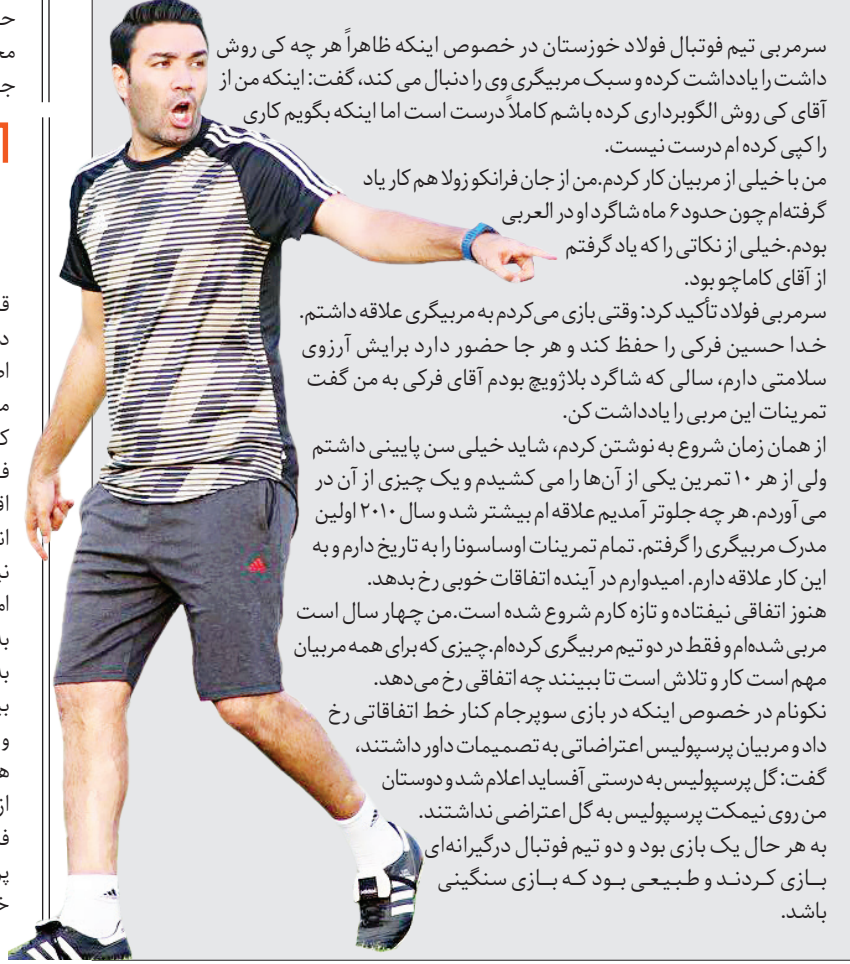 سرمربی تیم فوتبال فولاد خوزستان در خصوص اینکه ظاهراً هر چه کی روش
داشت را یادداشت کرده و سبک مربیگری وی را دنبال می کند، گفت: اینکه من از
آقای کی روش الگوبرداری کرده باشم کاملاً درست است اما اینکه بگویم کاری
را کپی کرده ام درست نیست.
من با خیلی از مربیان کار کردم.من از جان فرانکو زولا هم کار یاد
گرفته‌ام چون حدود ۶ ماه شاگرد او در العربی
بودم.خیلی از نکاتی را که یاد گرفتم
از آقای کاماچو بود.
سرمربی فولاد تأکید کرد: وقتی بازی می‌کردم به مربیگری علاقه داشتم.
خدا حسین فرکی را حفظ کند و هر جا حضور دارد برایش آرزوی
سلامتی دارم، سالی که شاگرد بلاژویچ بودم آقای فرکی به من گفت
تمرینات این مربی را یادداشت کن.
از همان زمان شروع به نوشتن کردم، شاید خیلی سن پایینی داشتم
ولی از هر ۱۰ تمرین یکی از آن‌ها را می کشیدم و یک چیزی از آن در
می آوردم. هر چه جلوتر آمدیم علاقه ام بیشتر شد و سال ۲۰۱۰ اولین
مدرک مربیگری را گرفتم. تمام تمرینات اوساسونا را به تاریخ دارم و به
این کار علاقه دارم. امیدوارم در آینده اتفاقات خوبی رخ بدهد.
هنوز اتفاقی نیفتاده و تازه کارم شروع شده است.من چهار سال است
مربی شده‌ام و فقط در دو تیم مربیگری کرده‌ام.چیزی که برای همه مربیان
مهم است کار و تلاش است تا ببینند چه اتفاقی رخ می‌دهد.
نکونام در خصوص اینکه در بازی سوپرجام کنار خط اتفاقاتی رخ
داد و مربیان پرسپولیس اعتراضاتی به تصمیمات داور داشتند،
گفت: گل پرسپولیس به درستی آفساید اعلام شد و دوستان
من روی نیمکت پرسپولیس به گل اعتراضی نداشتند.
به هر حال یک بازی بود و دو تیم فوتبال درگیرانه‌ای
بازی کردند و طبیعی بود که بازی سنگینی
باشد.